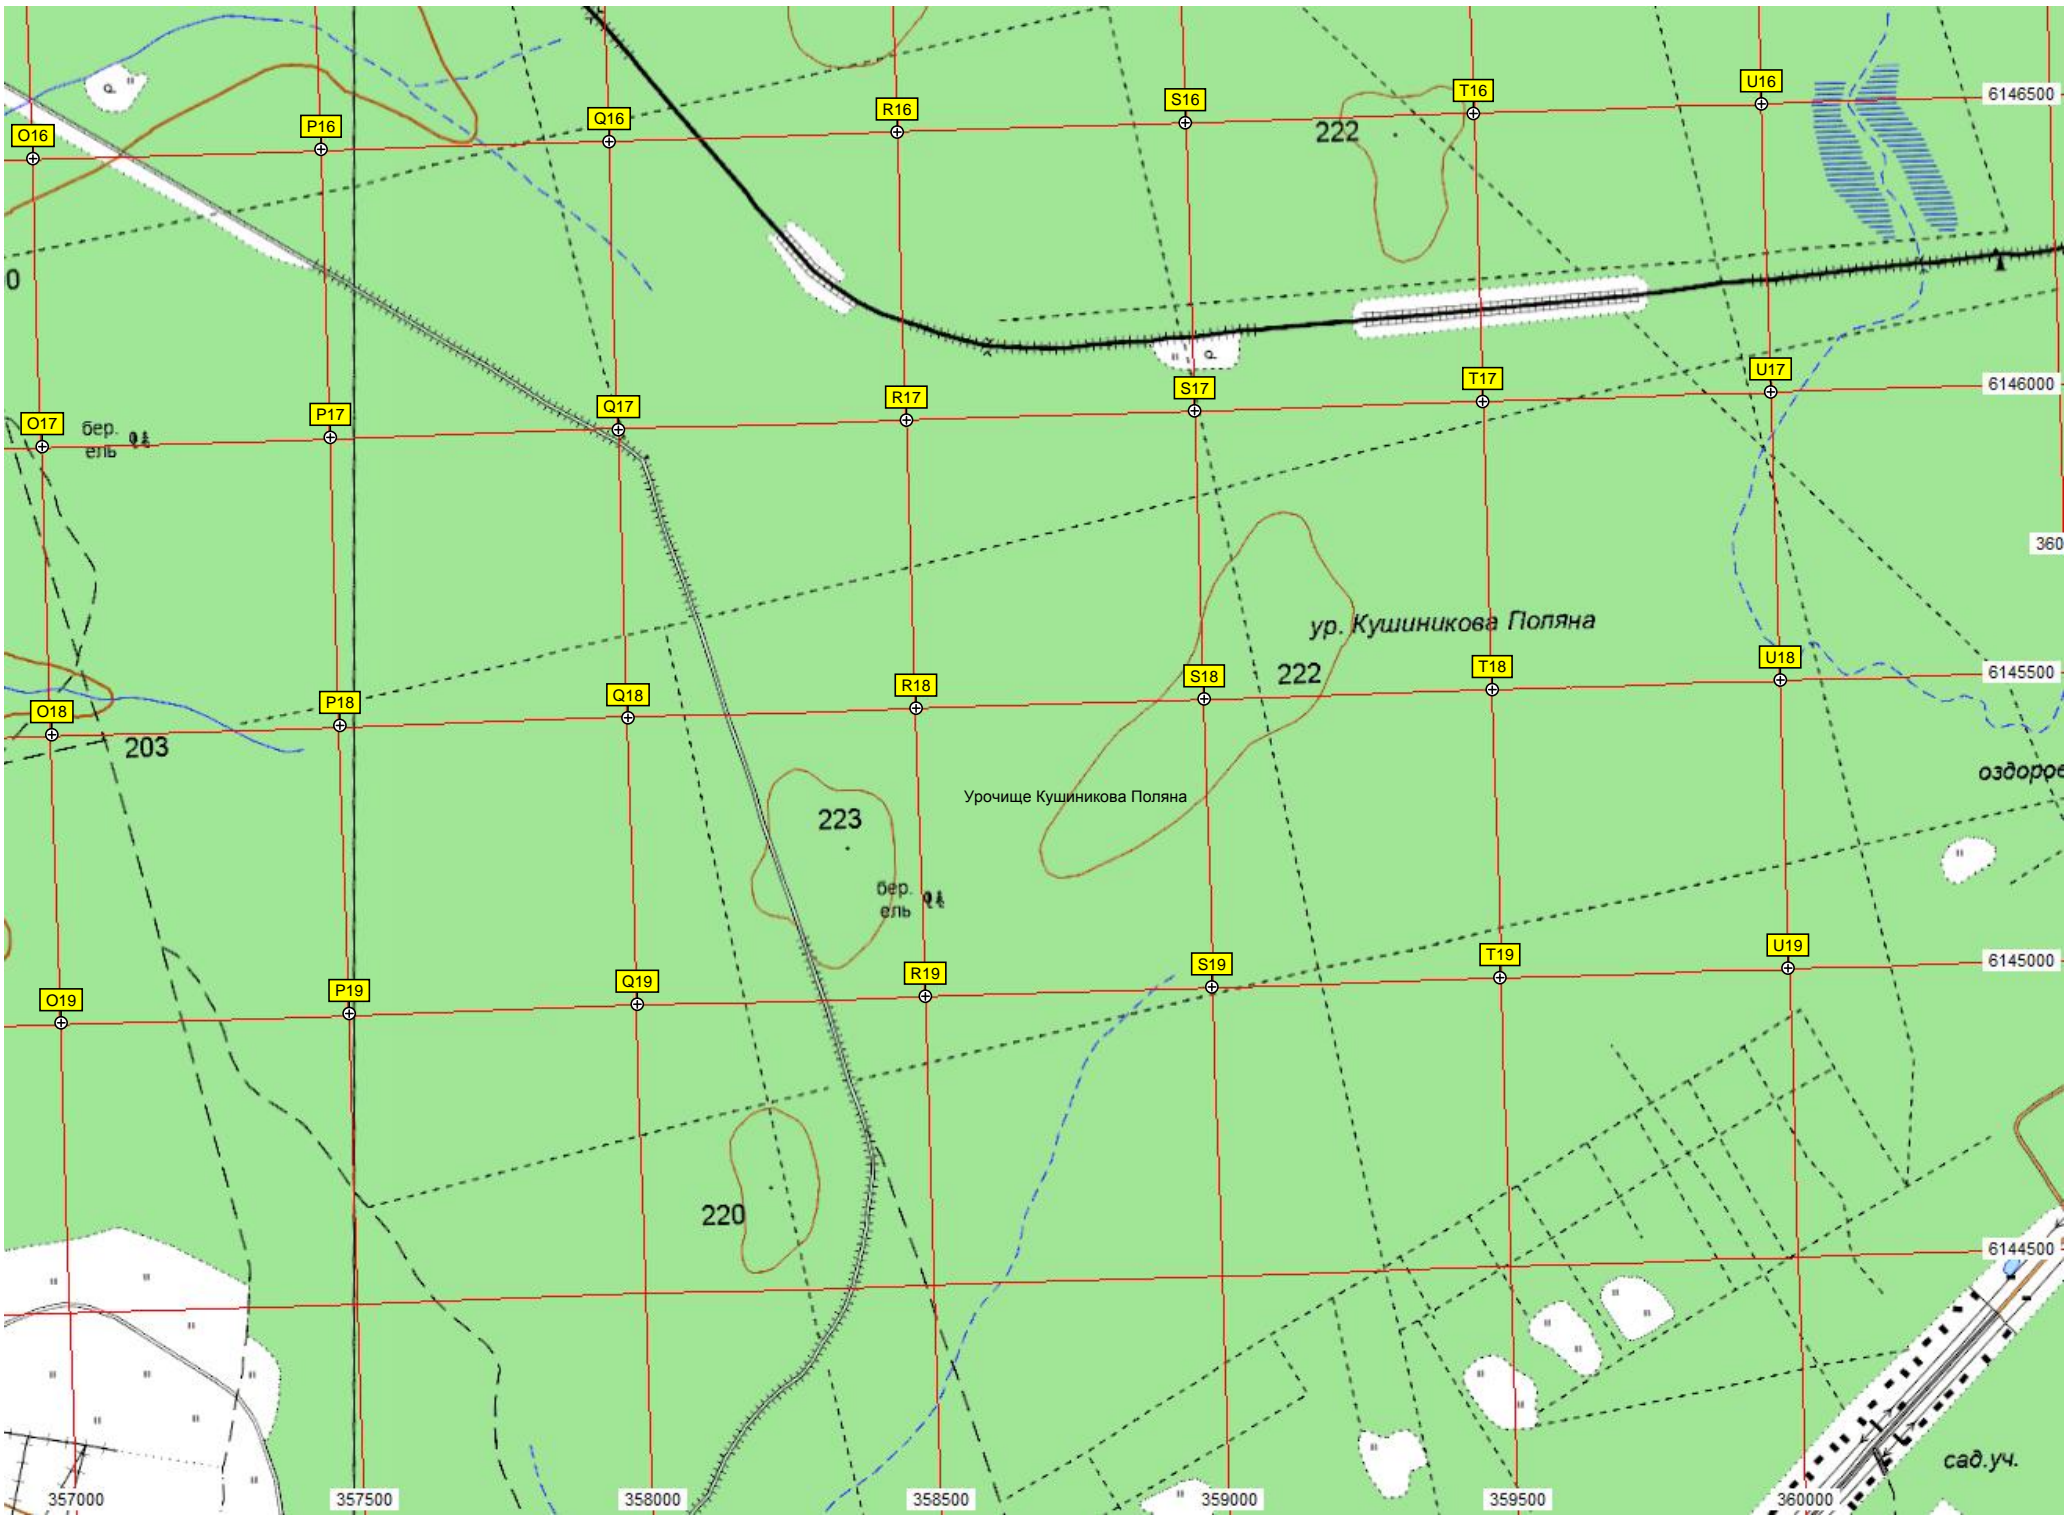 U16
6146500
T16
S16
R16
Q16
P16
O16
222
0
6146000
U17
T17
S17
R17
Q17
P17
O17
бер.
ель
360
ур. Кушиникова Поляна
222
6145500
U18
T18
S18
R18
Q18
P18
O18
203
оздоров
Урочище Кушиникова Поляна
223
бер.
ель
6145000
U19
T19
S19
R19
Q19
P19
O19
220
6144500
сад.уч.
357000
357500
358000
358500
359000
359500
360000